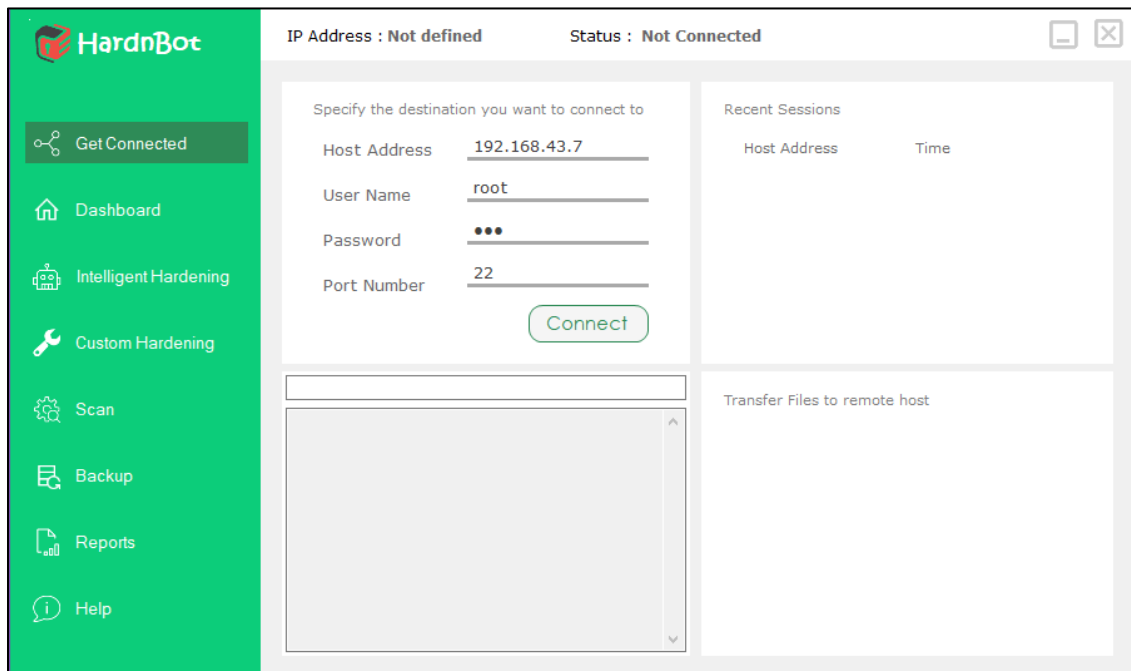 HardnBot
IP Address : Not defined
Status : Not Connected
Get Connected
Dashboard
Intelligent Hardening
Custom Hardening
Scan
Backup
Reports
Help
Specify the destination you want to connect to
Host Address 192.168.43.7
User Name root
Password •••
Port Number 22
Connect
Recent Sessions
Host Address Time
Transfer Files to remote host